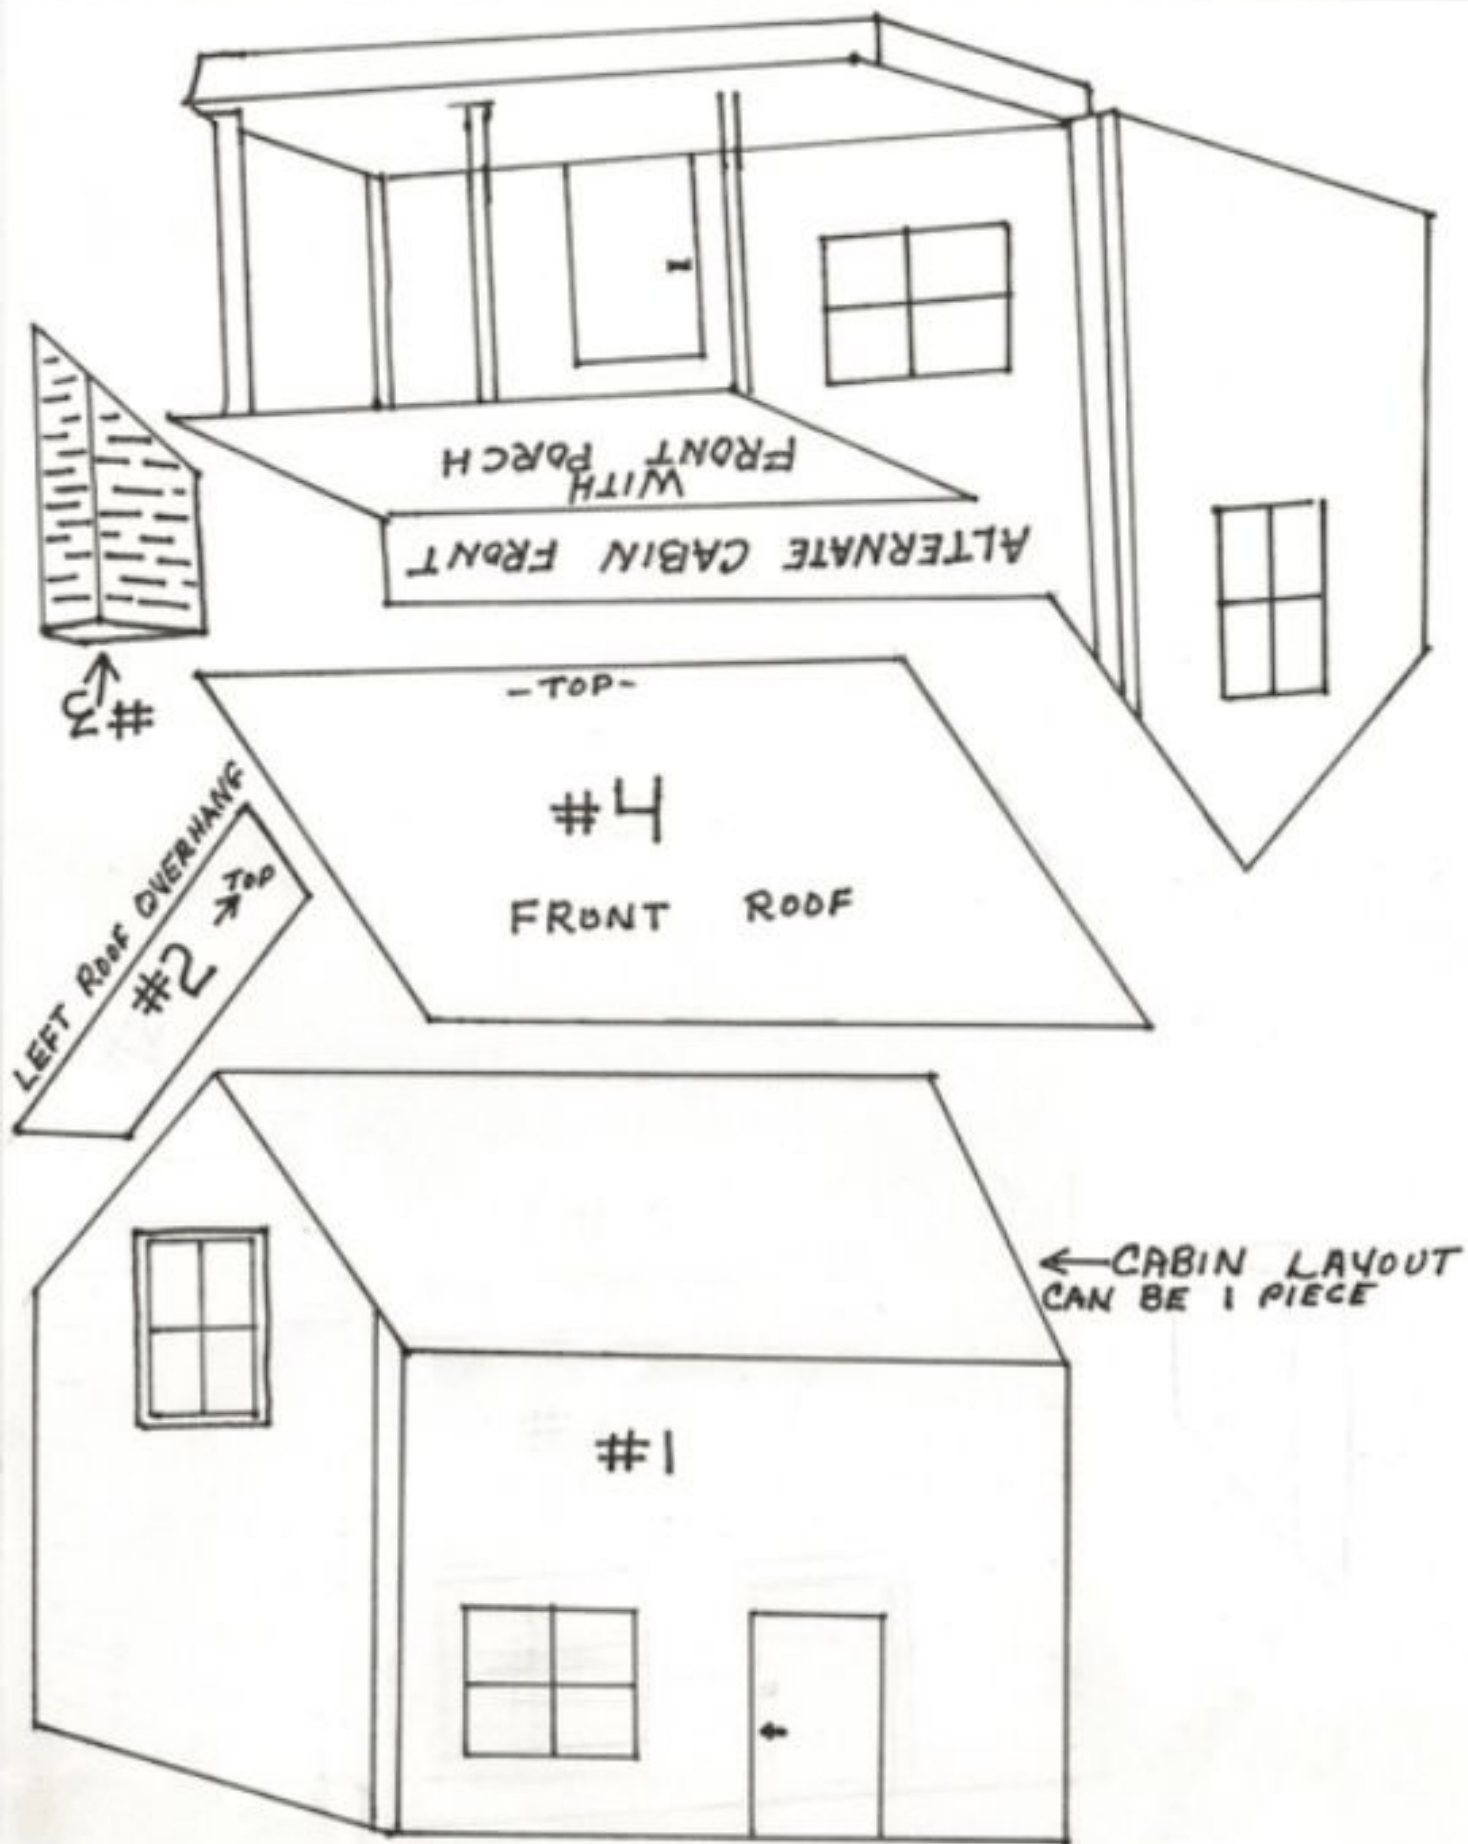 FRONT PORCH
WITH
ALTERNATE CABIN FRONT
#3
-TOP-
#4
FRONT ROOF
LEFT ROOF OVERHANG
TOP
#2
CABIN LAYOUT
CAN BE 1 PIECE
#1